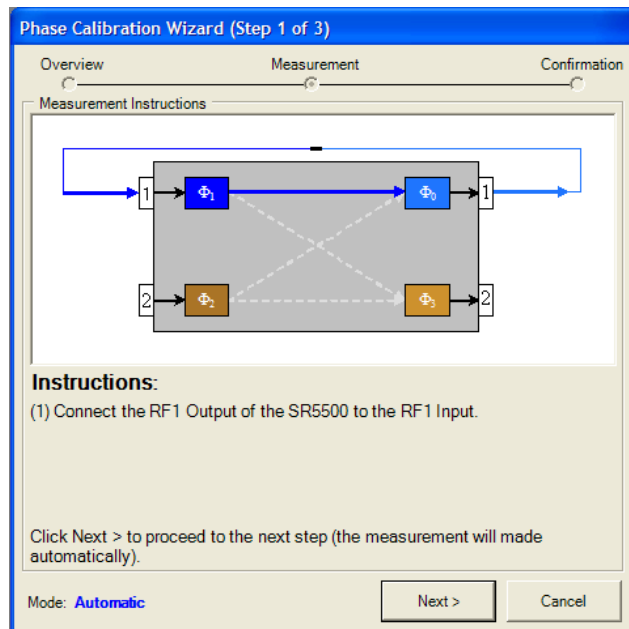 Phase Calibration Wizard (Step 1 of 3)
Overview Measurement Confirmation
Measurement Instructions
1 Φ₁ Φ₀ 1
2 Φ₂ Φ₃ 2
Instructions:
(1) Connect the RF1 Output of the SR5500 to the RF1 Input.
Click Next > to proceed to the next step (the measurement will made
automatically).
Mode: Automatic Next > Cancel